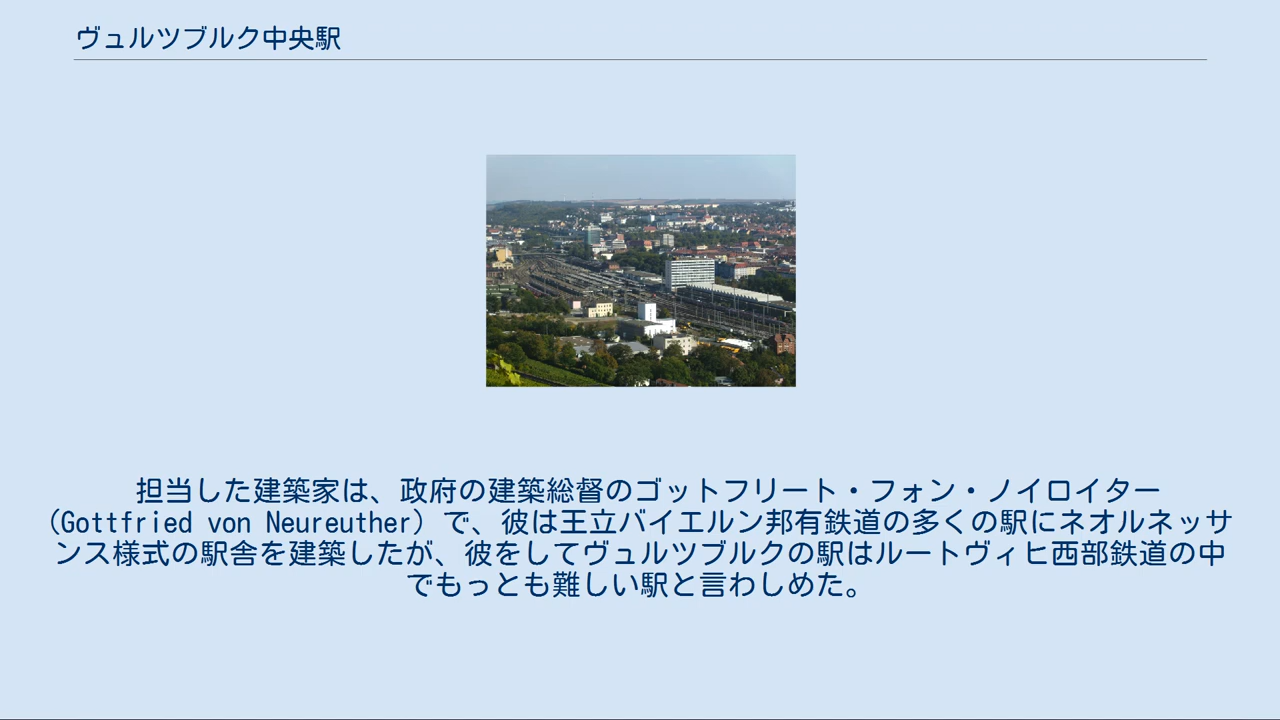 ヴュルツブルク中央駅
担当した建築家は、政府の建築総督のゴットフリート・フォン・ノイロイター
（Gottfried von Neureuther）で、彼は王立バイエルン邦有鉄道の多くの駅にネオルネッサ
ンス様式の駅舎を建築したが、彼をしてヴュルツブルクの駅はルートヴィヒ西部鉄道の中
でもっとも難しい駅と言わしめた。